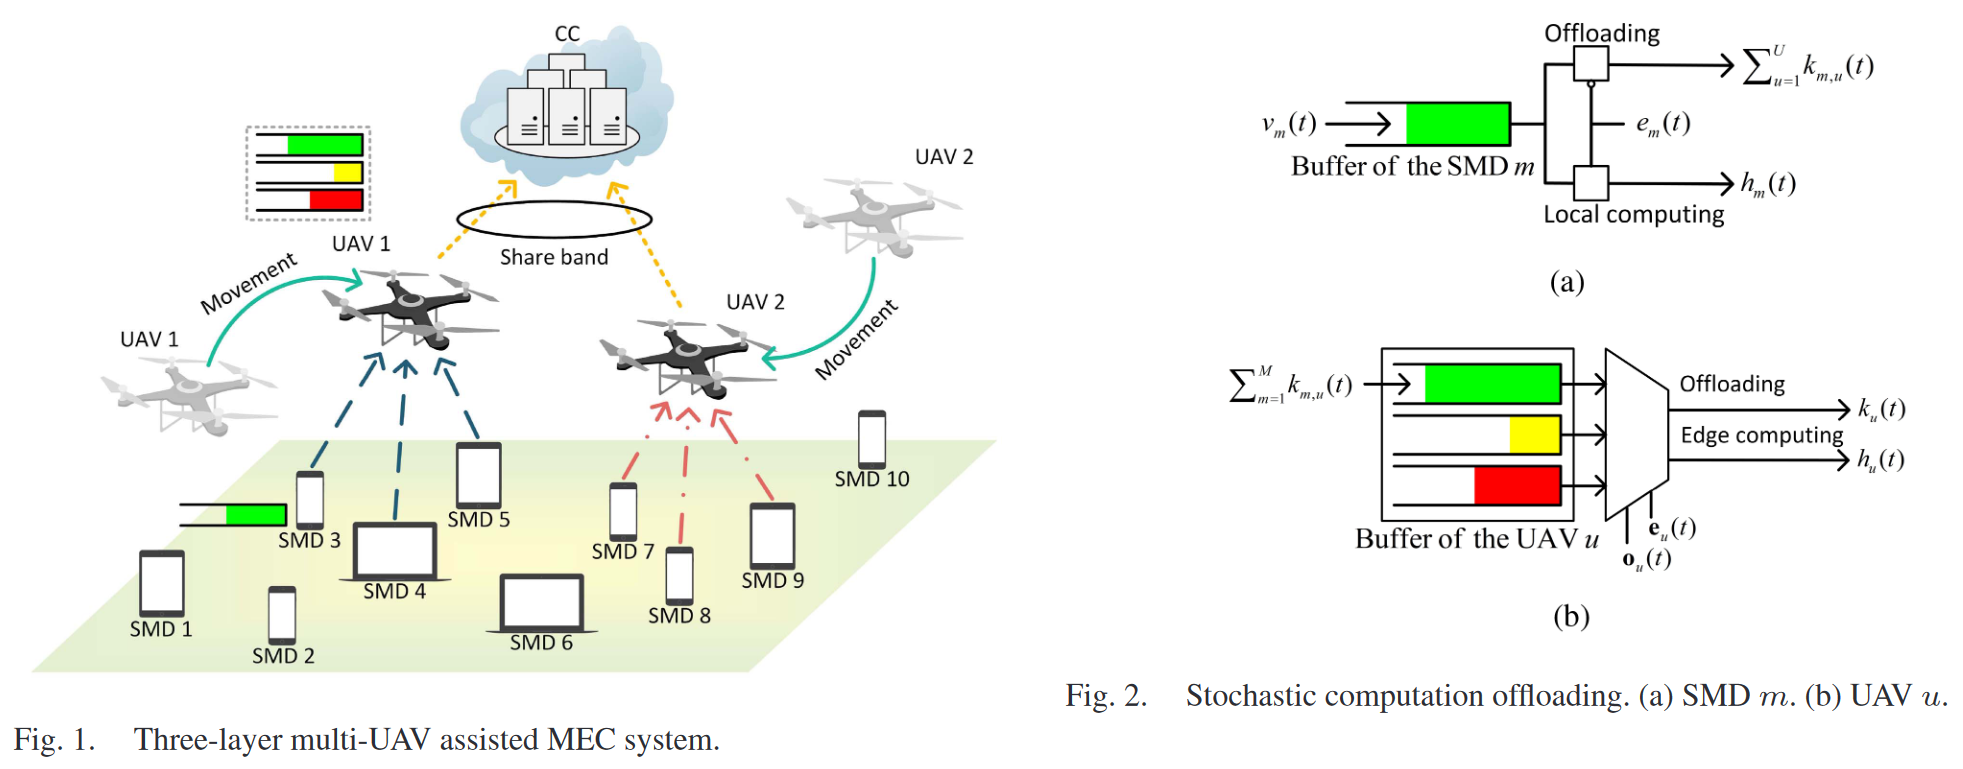 CC
UAV 2
UAV 1
Share band
Movement
UAV 2
UAV 1
Movement
SMD 10
SMD 5
SMD 3
SMD 7
SMD 4
SMD 9
SMD 8
SMD 1
SMD 6
SMD 2
Fig. 1. Three-layer multi-UAV assisted MEC system.
Offloading
$\sum_{u=1}^{U} k_{m,u}(t)$
$v_m(t)$
$e_m(t)$
Buffer of the SMD m
$h_m(t)$
Local computing
(a)
$\sum_{m=1}^{M} k_{m,u}(t)$
Offloading
$k_u(t)$
Edge computing
$h_u(t)$
$\mathbf{e}_u(t)$
Buffer of the UAV u
$\mathbf{o}_u(t)$
(b)
Fig. 2. Stochastic computation offloading. (a) SMD m. (b) UAV u.